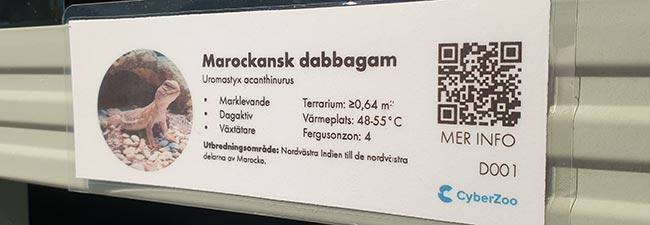 Marockansk dabbagam
Uromastyx acanthinurus
• Marklevande
• Dagaktiv
• Växtätare
Terrarium: ≥0,64 m²
Värmeplats: 48-55°C
Fergusonzon: 4
Utbredningsområde: Nordvästra Indien till de nordvästra
delarna av Marocko.
MER INFO
D001
CyberZoo